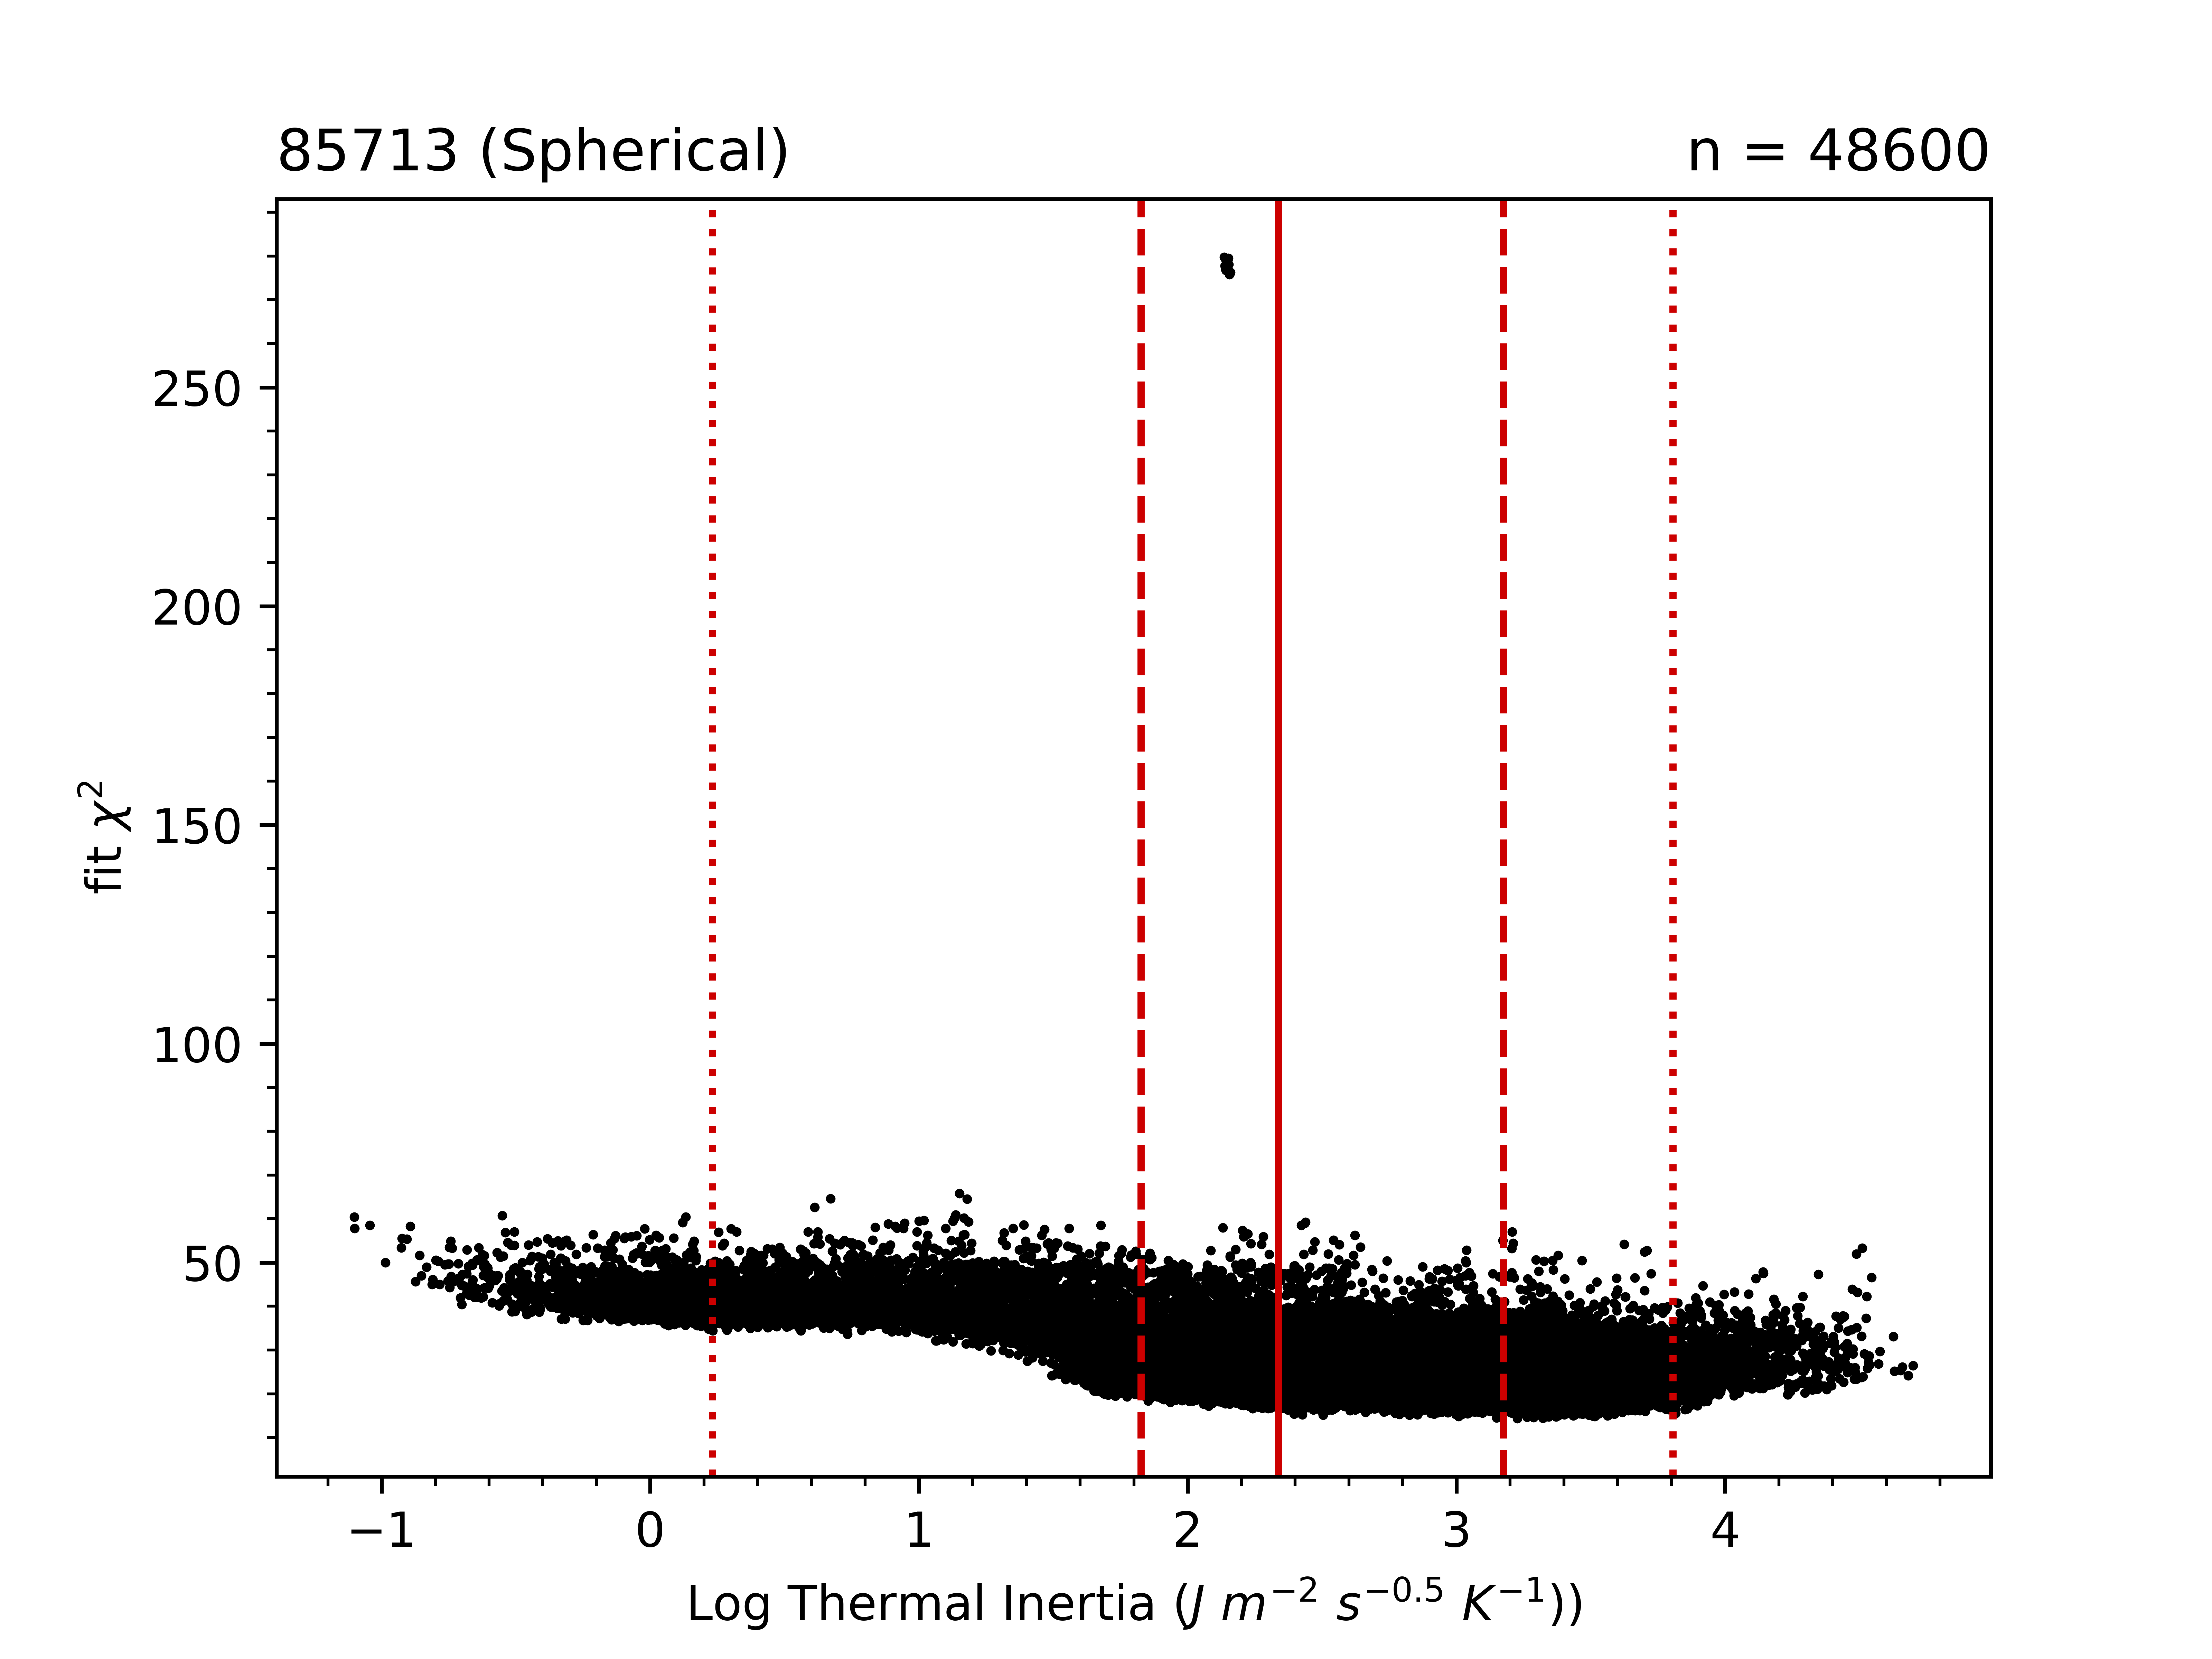 85713 (Spherical)
n = 48600
250
200
150
100
50
fit χ²
−1 0 1 2 3 4
Log Thermal Inertia (J m⁻² s⁻⁰·⁵ K⁻¹))